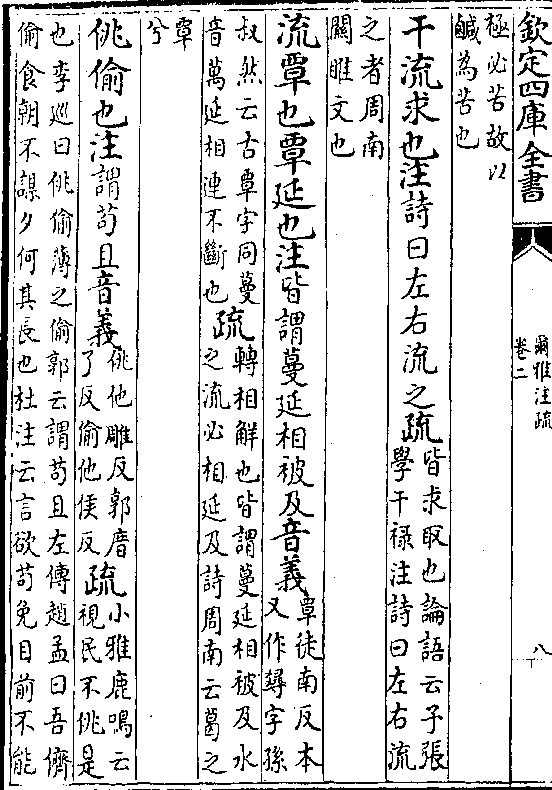 欽定四庫全書
爾雅注疏
卷二
八
極必苦故以
鹹為苦也
干流求也注詩曰左右流之疏皆求取也論語云子張
學干禄注詩曰左右流
之者周南
關雎文也
流覃也覃延也注皆謂蔓延相被及音義覃徒南反本
又作蕁字孫
叔然云古覃字同蔓
音萬延相連不斷也疏轉相解也皆謂蔓延相被及水
之流必相延及詩周南云葛之
覃
兮
佻偷也注謂苟且音義佻他雕反郭唐
了反偷他侯反疏小雅鹿鳴云
視民不佻是
也李廵曰佻偷薄之偷郭云謂苟且左傳趙孟曰吾儕
偷食朝不謀夕何其長也杜注云言欲苟免目前不能